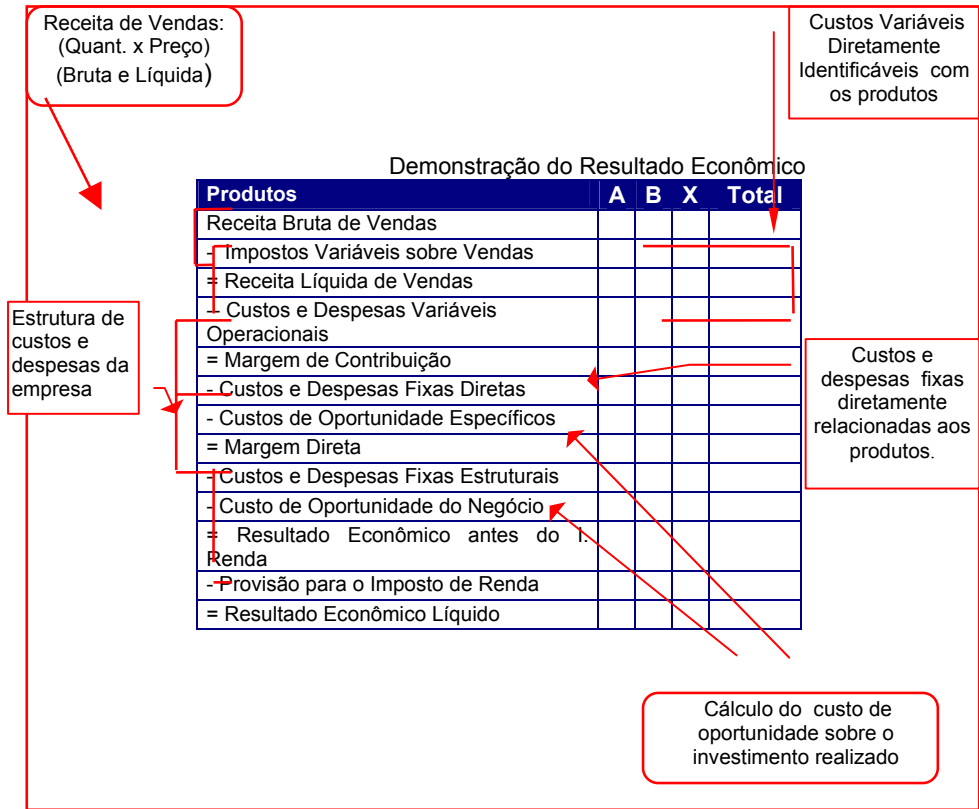 Receita de Vendas:
(Quant. x Preço)
(Bruta e Líquida)
Custos Variáveis
Diretamente
Identificáveis com
os produtos
Demonstração do Resultado Econômico
Produtos A B X Total
Receita Bruta de Vendas
- Impostos Variáveis sobre Vendas
= Receita Líquida de Vendas
- Custos e Despesas Variáveis
Operacionais
= Margem de Contribuição
- Custos e Despesas Fixas Diretas
- Custos de Oportunidade Específicos
= Margem Direta
- Custos e Despesas Fixas Estruturais
- Custo de Oportunidade do Negócio
= Resultado Econômico antes do I.
Renda
- Provisão para o Imposto de Renda
= Resultado Econômico Líquido
Estrutura de
custos e
despesas da
empresa
Custos e
despesas fixas
diretamente
relacionadas aos
produtos.
Cálculo do custo de
oportunidade sobre o
investimento realizado